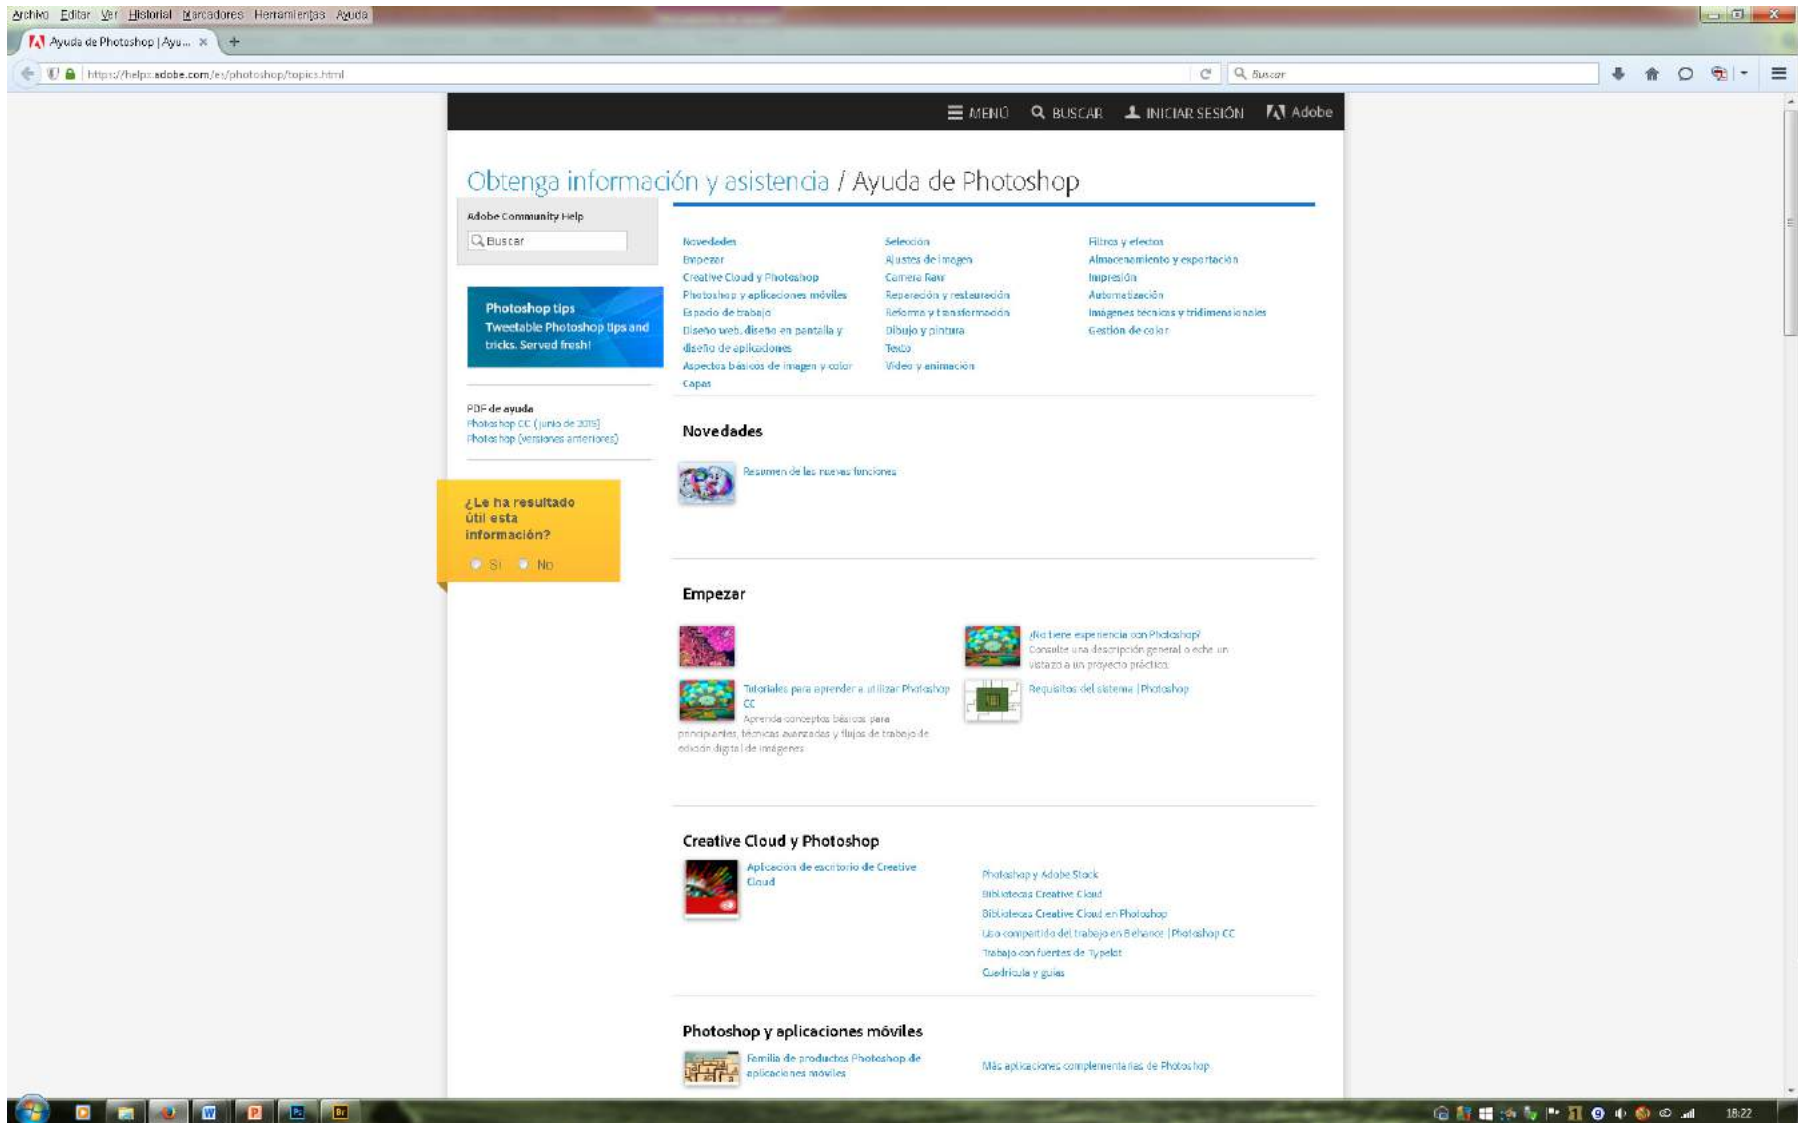 Archivo Editar Ver Historial Marcadores Herramientas Ayuda
Ayuda de Photoshop | Ayu...
https://helpx.adobe.com/es/photoshop/topics.html
Buscar
MENÚ BUSCAR INICIAR SESIÓN Adobe
Obtenga información y asistencia / Ayuda de Photoshop
Adobe Community Help
Buscar
Photoshop tips
Tweetable Photoshop tips and
tricks. Served fresh!
PDF de ayuda
Photoshop CC (junio de 2015)
Photoshop (versiones anteriores)
¿Le ha resultado
útil esta
información?
Sí No
Novedades
Empezar
Creative Cloud y Photoshop
Photoshop y aplicaciones móviles
Espacio de trabajo
Diseño web, diseño en pantalla y
diseño de aplicaciones
Aspectos básicos de imagen y color
Capas
Selección
Ajustes de imagen
Camera Raw
Reparación y restauración
Reforma y transformación
Dibujo y pintura
Texto
Vídeo y animación
Filtros y efectos
Almacenamiento y exportación
Impresión
Automatización
Imágenes técnicas y tridimensionales
Gestión de color
Novedades
Resumen de las nuevas funciones
Empezar
¿No tiene experiencia con Photoshop?
Consulte una descripción general o eche un
vistazo a un proyecto práctico.
Tutoriales para aprender a utilizar Photoshop
CC
Aprenda conceptos básicos para
principiantes, técnicas avanzadas y flujos de trabajo de
edición digital de imágenes
Requisitos del sistema | Photoshop
Creative Cloud y Photoshop
Aplicación de escritorio de Creative
Cloud
Photoshop y Adobe Stock
Bibliotecas Creative Cloud
Bibliotecas Creative Cloud en Photoshop
Uso compartido del trabajo en Behance | Photoshop CC
Trabajo con fuentes de Typekit
Cuadrícula y guías
Photoshop y aplicaciones móviles
Familia de productos Photoshop de
aplicaciones móviles
Más aplicaciones complementarias de Photoshop
18:22